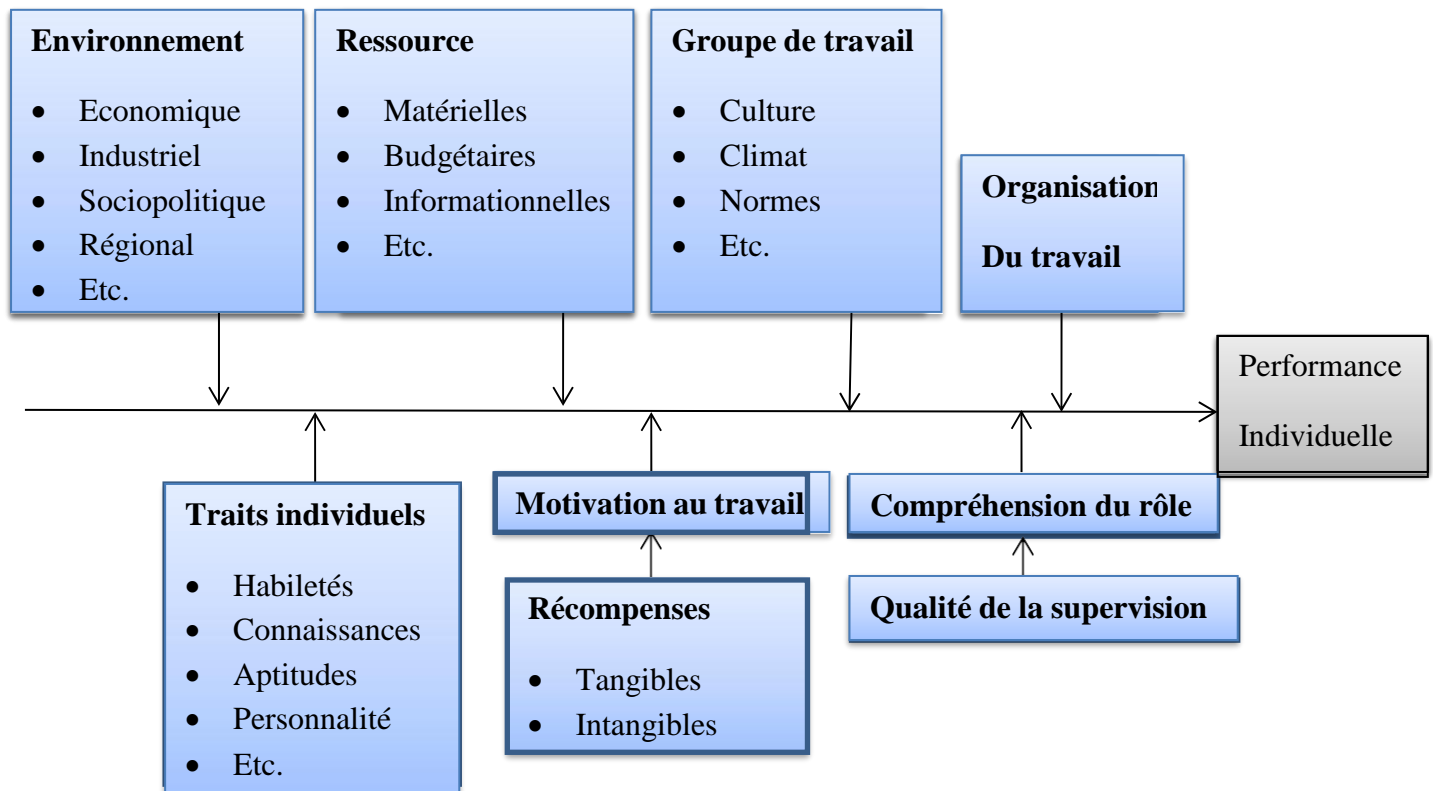 Environnement
• Economique
• Industriel
• Sociopolitique
• Régional
• Etc.
Ressource
• Matérielles
• Budgétaires
• Informationnelles
• Etc.
Groupe de travail
• Culture
• Climat
• Normes
• Etc.
Organisation
Du travail
Performance
Individuelle
Traits individuels
• Habiletés
• Connaissances
• Aptitudes
• Personnalité
• Etc.
Motivation au travail
Récompenses
• Tangibles
• Intangibles
Compréhension du rôle
Qualité de la supervision